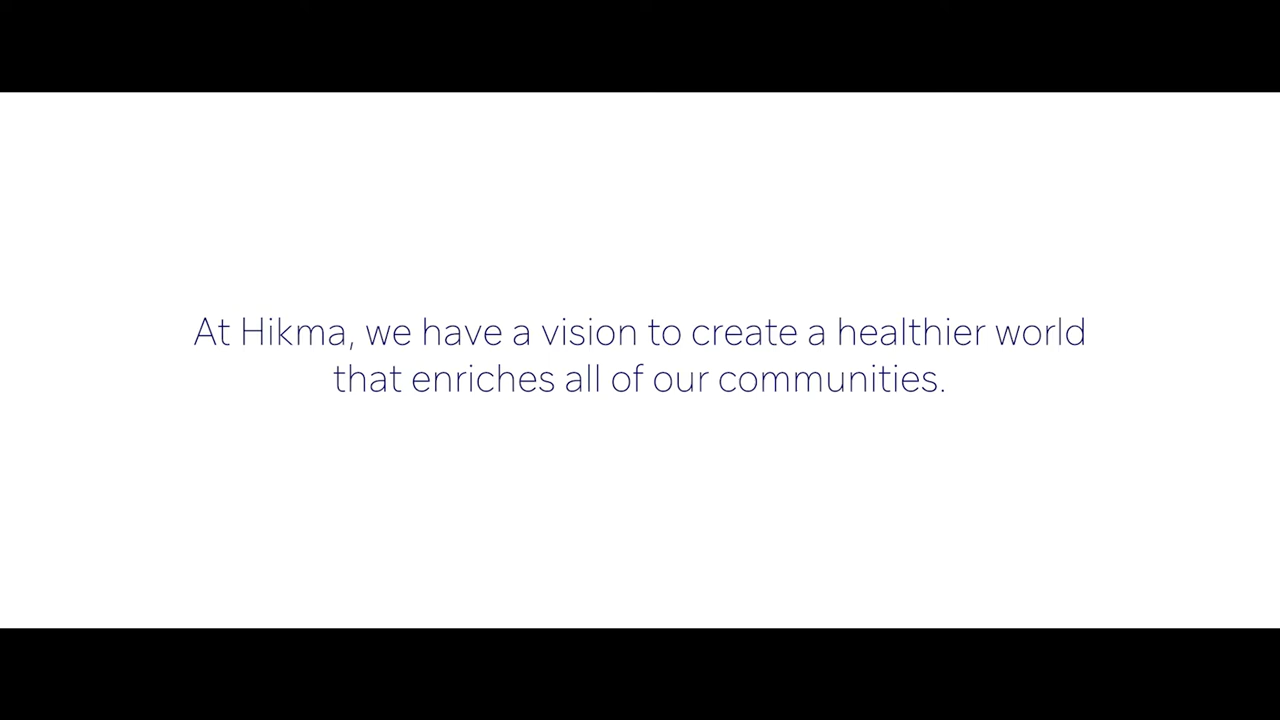 At Hikma, we have a vision to create a healthier world
that enriches all of our communities.